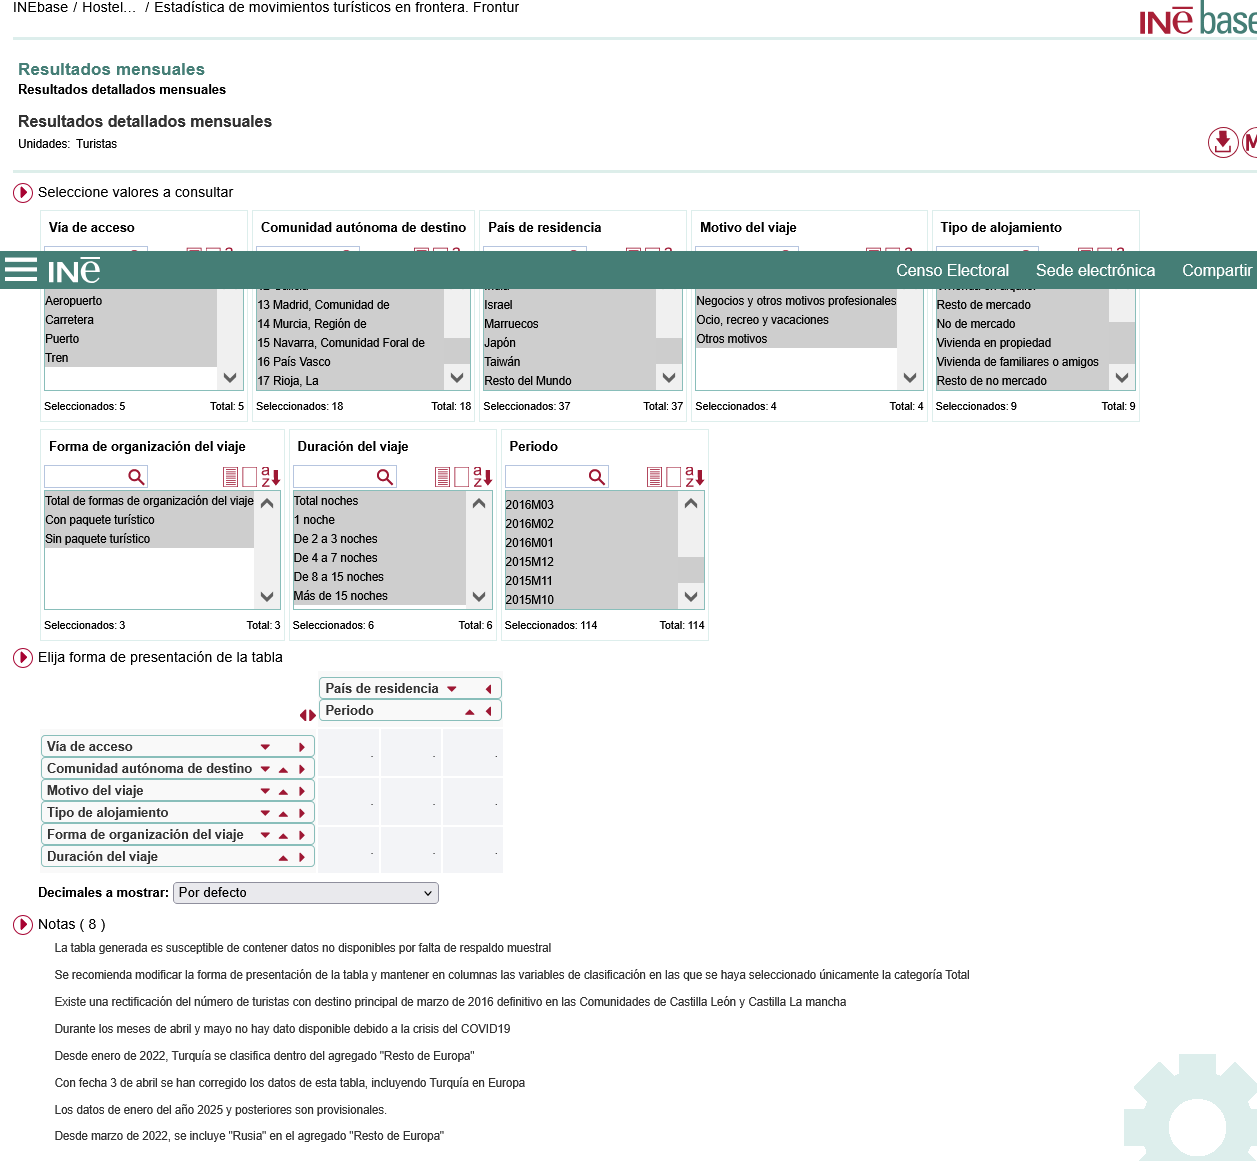 INEbase / Hostel... / Estadística de movimientos turísticos en frontera. Frontur
INe base
Resultados mensuales
Resultados detallados mensuales
Resultados detallados mensuales
Unidades: Turistas
Seleccione valores a consultar
Vía de acceso
Comunidad autónoma de destino
País de residencia
Motivo del viaje
Tipo de alojamiento
INe
Censo Electoral
Sede electrónica
Compartir
Aeropuerto
Carretera
Puerto
Tren
Seleccionados: 5 Total: 5
13 Madrid, Comunidad de
14 Murcia, Región de
15 Navarra, Comunidad Foral de
16 País Vasco
17 Rioja, La
Seleccionados: 18 Total: 18
Israel
Marruecos
Japón
Taiwán
Resto del Mundo
Seleccionados: 37 Total: 37
Negocios y otros motivos profesionales
Ocio, recreo y vacaciones
Otros motivos
Seleccionados: 4 Total: 4
Resto de mercado
No de mercado
Vivienda en propiedad
Vivienda de familiares o amigos
Resto de no mercado
Seleccionados: 9 Total: 9
Forma de organización del viaje
Total de formas de organización del viaje
Con paquete turístico
Sin paquete turístico
Seleccionados: 3 Total: 3
Duración del viaje
Total noches
1 noche
De 2 a 3 noches
De 4 a 7 noches
De 8 a 15 noches
Más de 15 noches
Seleccionados: 6 Total: 6
Periodo
2016M03
2016M02
2016M01
2015M12
2015M11
2015M10
Seleccionados: 114 Total: 114
Elija forma de presentación de la tabla
País de residencia
Periodo
Vía de acceso
Comunidad autónoma de destino
Motivo del viaje
Tipo de alojamiento
Forma de organización del viaje
Duración del viaje
Decimales a mostrar: Por defecto
Notas ( 8 )
La tabla generada es susceptible de contener datos no disponibles por falta de respaldo muestral
Se recomienda modificar la forma de presentación de la tabla y mantener en columnas las variables de clasificación en las que se haya seleccionado únicamente la categoría Total
Existe una rectificación del número de turistas con destino principal de marzo de 2016 definitivo en las Comunidades de Castilla León y Castilla La mancha
Durante los meses de abril y mayo no hay dato disponible debido a la crisis del COVID19
Desde enero de 2022, Turquía se clasifica dentro del agregado "Resto de Europa"
Con fecha 3 de abril se han corregido los datos de esta tabla, incluyendo Turquía en Europa
Los datos de enero del año 2025 y posteriores son provisionales.
Desde marzo de 2022, se incluye "Rusia" en el agregado "Resto de Europa"